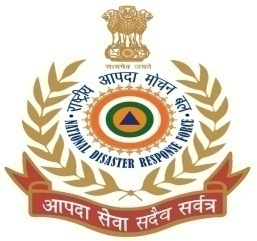 सत्यमेव जयते
राष्ट्रीय आपदा मोचन बल
NATIONAL DISASTER RESPONSE FORCE
आपदा सेवा सदैव सर्वत्र